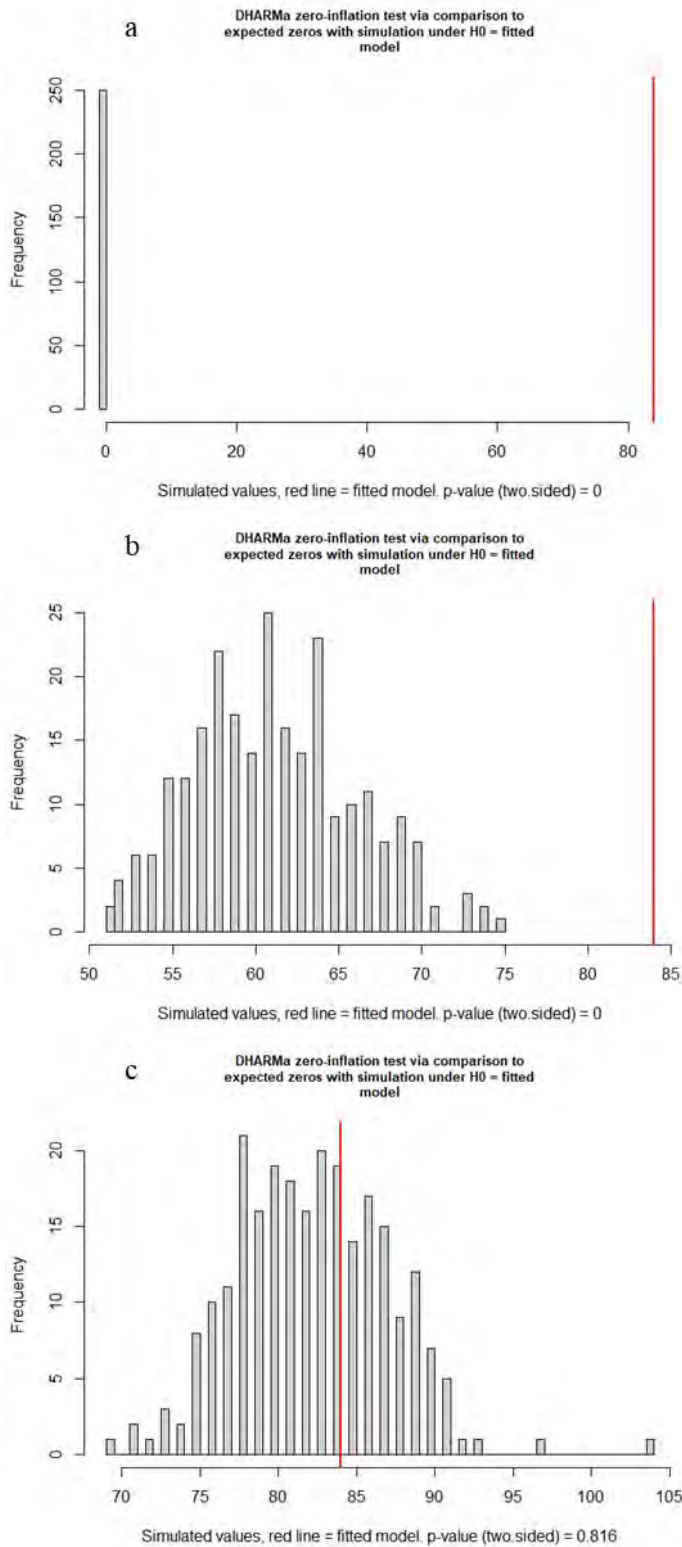 a
DHARMa zero-inflation test via comparison to
expected zeros with simulation under H0 = fitted
model
250
200
150
100
50
0
Frequency
0 20 40 60 80
Simulated values, red line = fitted model. p-value (two.sided) = 0
b
DHARMa zero-inflation test via comparison to
expected zeros with simulation under H0 = fitted
model
25
20
15
10
5
0
Frequency
50 55 60 65 70 75 80 85
Simulated values, red line = fitted model. p-value (two.sided) = 0
c
DHARMa zero-inflation test via comparison to
expected zeros with simulation under H0 = fitted
model
20
15
10
5
0
Frequency
70 75 80 85 90 95 100 105
Simulated values, red line = fitted model. p-value (two.sided) = 0.816